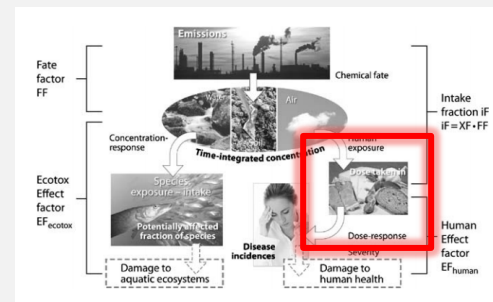 Emissions
Fate
factor
FF
Chemical fate
Water
Soil
Air
Intake
fraction iF
iF = XF • FF
Concentration-
response
Time-integrated concentration
Human
exposure
Ecotox
Effect
factor
EFecotox
Species
exposure – intake
Potentially affected
fraction of species
Dose taken in
Disease
incidences
Dose-response
Severity
Human
Effect
factor
EFhuman
Damage to
aquatic ecosystems
Damage to
human health